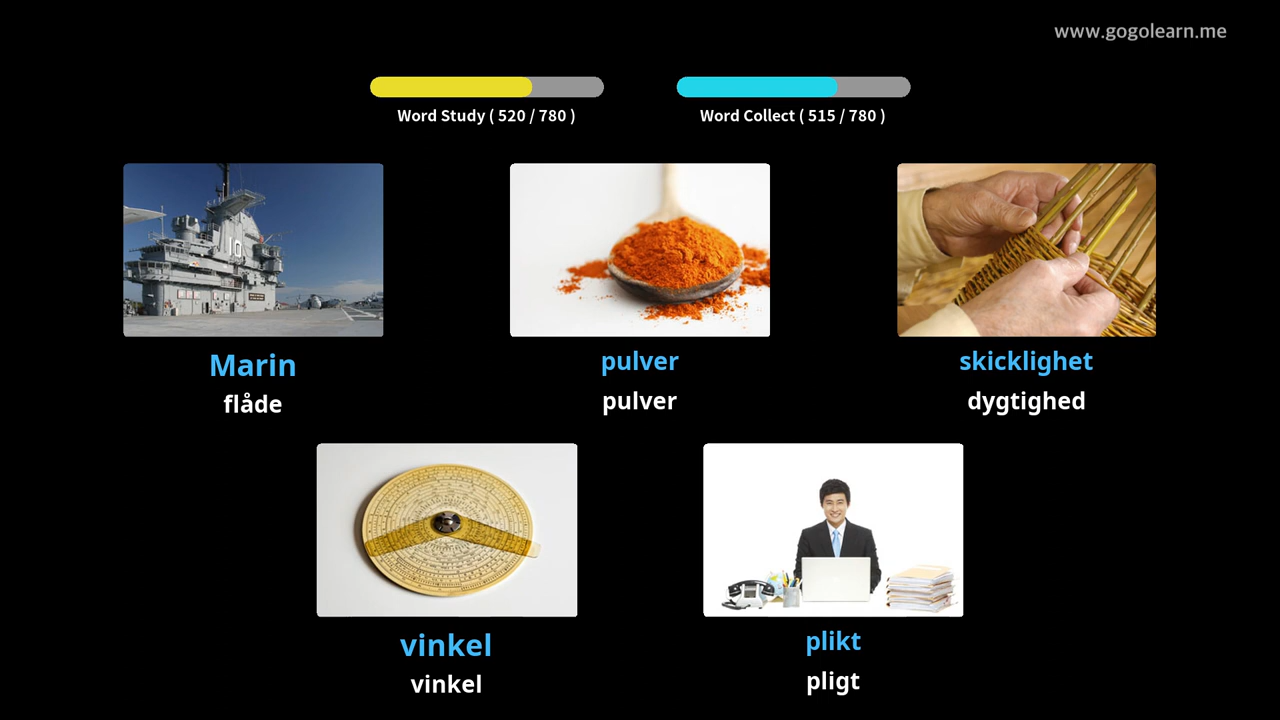 www.gogolearn.me
Word Study ( 520 / 780 )
Word Collect ( 515 / 780 )
10
Marin
flåde
pulver
pulver
skicklighet
dygtighed
vinkel
vinkel
plikt
pligt